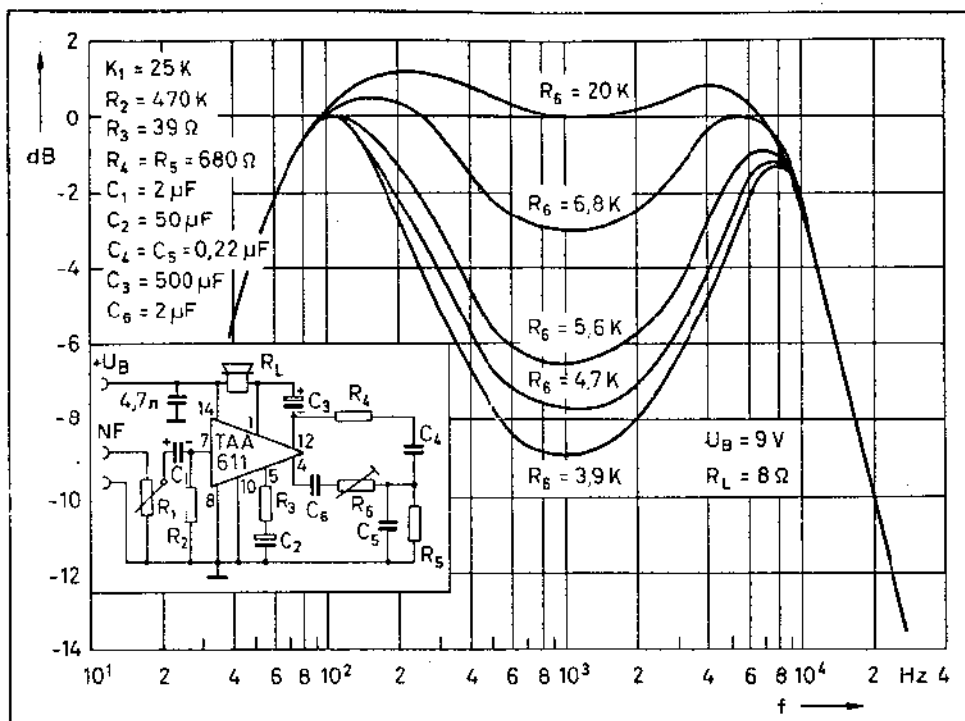 2
0
dB
-2
-4
-6
-8
-10
-12
-14
K₁ = 25 K
R₂ = 470 K
R₃ = 39 Ω
R₄ = R₅ = 680 Ω
C₁ = 2 µF
C₂ = 50 µF
C₄ = C₅ = 0,22 µF
C₃ = 500 µF
C₆ = 2 µF
R₆ = 20 K
R₆ = 6,8 K
R₆ = 5,6 K
R₆ = 4,7 K
R₆ = 3,9 K
U_B = 9 V
R_L = 8 Ω
+U_B
R_L
4,7n
14
1
C₃
R₄
NF
7
TAA
611
12
4
C₄
C₁
8
10
5
R₁
R₂
R₃
C₆
R₆
C₅
R₅
C₂
10¹ 2 4 6 8 10² 2 4 6 8 10³ 2 4 6 8 10⁴ 2 Hz 4
f